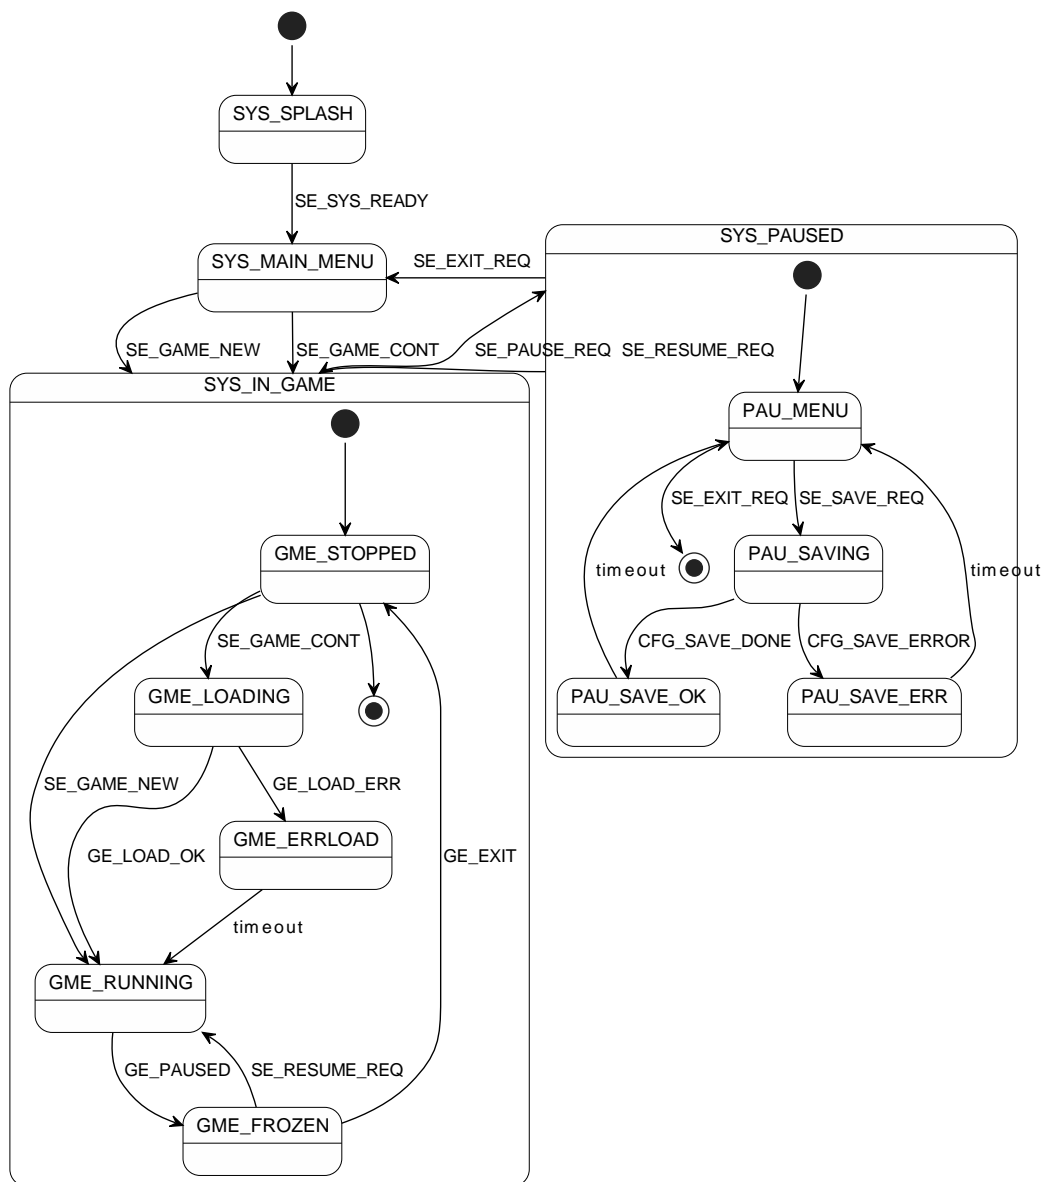 SYS_SPLASH
SE_SYS_READY
SYS_PAUSED
SYS_MAIN_MENU
SE_EXIT_REQ
SE_GAME_NEW
SE_GAME_CONT
SE_PAUSE_REQ
SE_RESUME_REQ
SYS_IN_GAME
PAU_MENU
SE_EXIT_REQ
SE_SAVE_REQ
GME_STOPPED
PAU_SAVING
timeout
timeout
SE_GAME_CONT
CFG_SAVE_DONE
CFG_SAVE_ERROR
GME_LOADING
PAU_SAVE_OK
PAU_SAVE_ERR
SE_GAME_NEW
GE_LOAD_ERR
GME_ERRLOAD
GE_LOAD_OK
GE_EXIT
timeout
GME_RUNNING
GE_PAUSED
SE_RESUME_REQ
GME_FROZEN